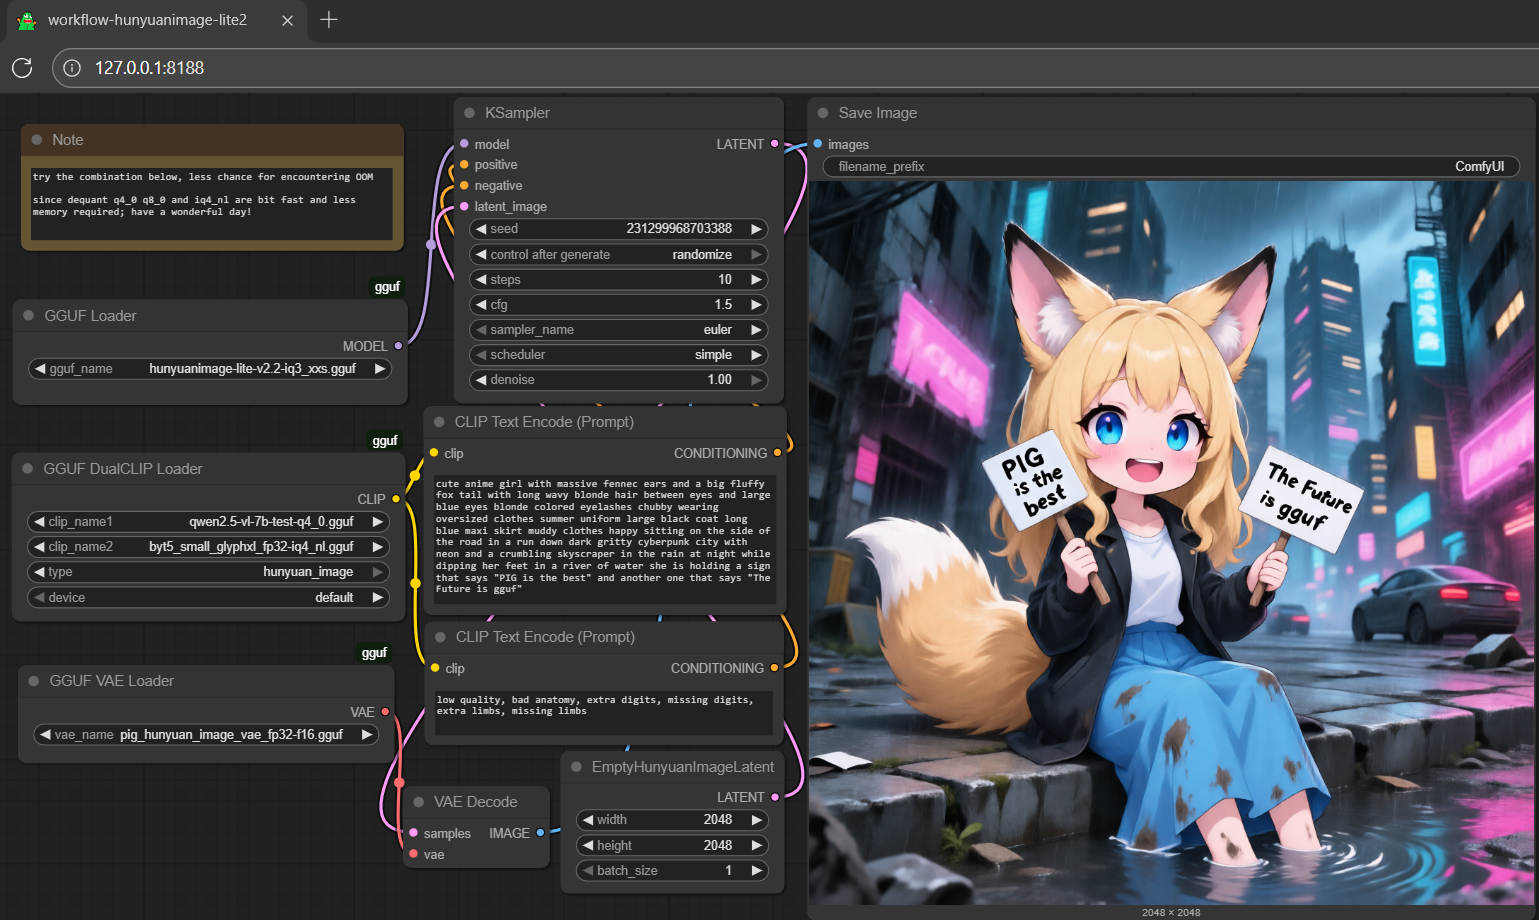 workflow-hunyuanimage-lite2
127.0.0.1:8188
Note
try the combination below, less chance for encountering OOM
since dequant q4_0 q8_0 and iq4_nl are bit fast and less
memory required; have a wonderful day!
gguf
GGUF Loader
MODEL
gguf_name hunyuanimage-lite-v2.2-iq3_xxs.gguf
gguf
GGUF DualCLIP Loader
CLIP
clip_name1 qwen2.5-vl-7b-test-q4_0.gguf
clip_name2 byt5_small_glyphxl_fp32-iq4_nl.gguf
type hunyuan_image
device default
gguf
GGUF VAE Loader
VAE
vae_name pig_hunyuan_image_vae_fp32-f16.gguf
KSampler
model LATENT
positive
negative
latent_image
seed 231299968703388
control after generate randomize
steps 10
cfg 1.5
sampler_name euler
scheduler simple
denoise 1.00
CLIP Text Encode (Prompt)
clip CONDITIONING
cute anime girl with massive fennec ears and a big fluffy
fox tail with long wavy blonde hair between eyes and large
blue eyes blonde colored eyelashes chubby wearing
oversized clothes summer uniform large black coat long
blue maxi skirt muddy clothes happy sitting on the side of
the road in a run down dark gritty cyberpunk city with
neon and a crumbling skyscraper in the rain at night while
dipping her feet in a river of water she is holding a sign
that says "PIG is the best" and another one that says "The
Future is gguf"
CLIP Text Encode (Prompt)
clip CONDITIONING
low quality, bad anatomy, extra digits, missing digits,
extra limbs, missing limbs
VAE Decode
samples IMAGE
vae
EmptyHunyuanImageLatent
LATENT
width 2048
height 2048
batch_size 1
Save Image
images
filename_prefix ComfyUI
PIG
is the
best
The Future
is gguf
2048 × 2048